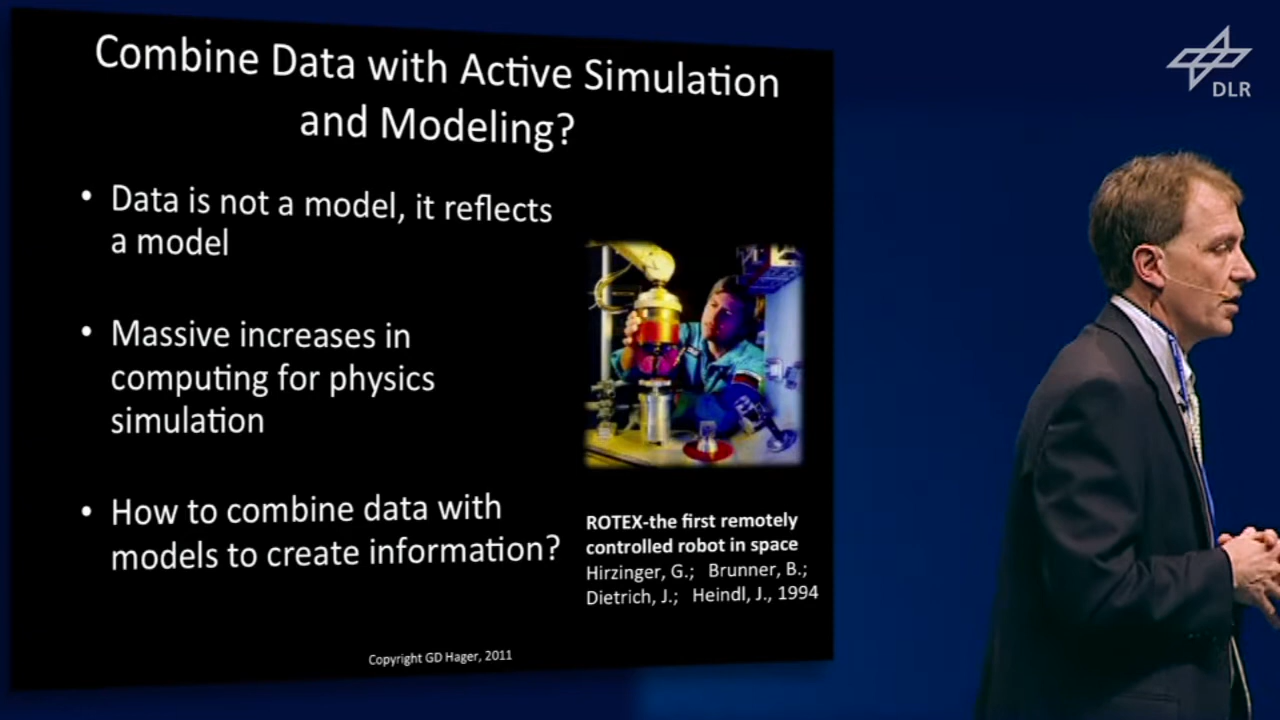 Combine Data with Active Simulation
and Modeling?
• Data is not a model, it reflects
a model
• Massive increases in
computing for physics
simulation
• How to combine data with
models to create information?
ROTEX-the first remotely
controlled robot in space
Hirzinger, G.; Brunner, B.;
Dietrich, J.; Heindl, J., 1994
Copyright GD Hager, 2011
DLR